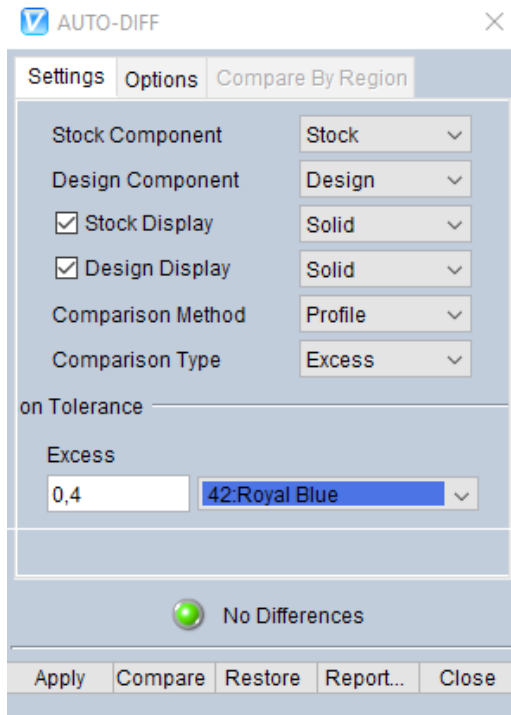 AUTO-DIFF
Settings Options Compare By Region
Stock Component Stock
Design Component Design
Stock Display Solid
Design Display Solid
Comparison Method Profile
Comparison Type Excess
on Tolerance
Excess
0,4 42:Royal Blue
No Differences
Apply Compare Restore Report... Close